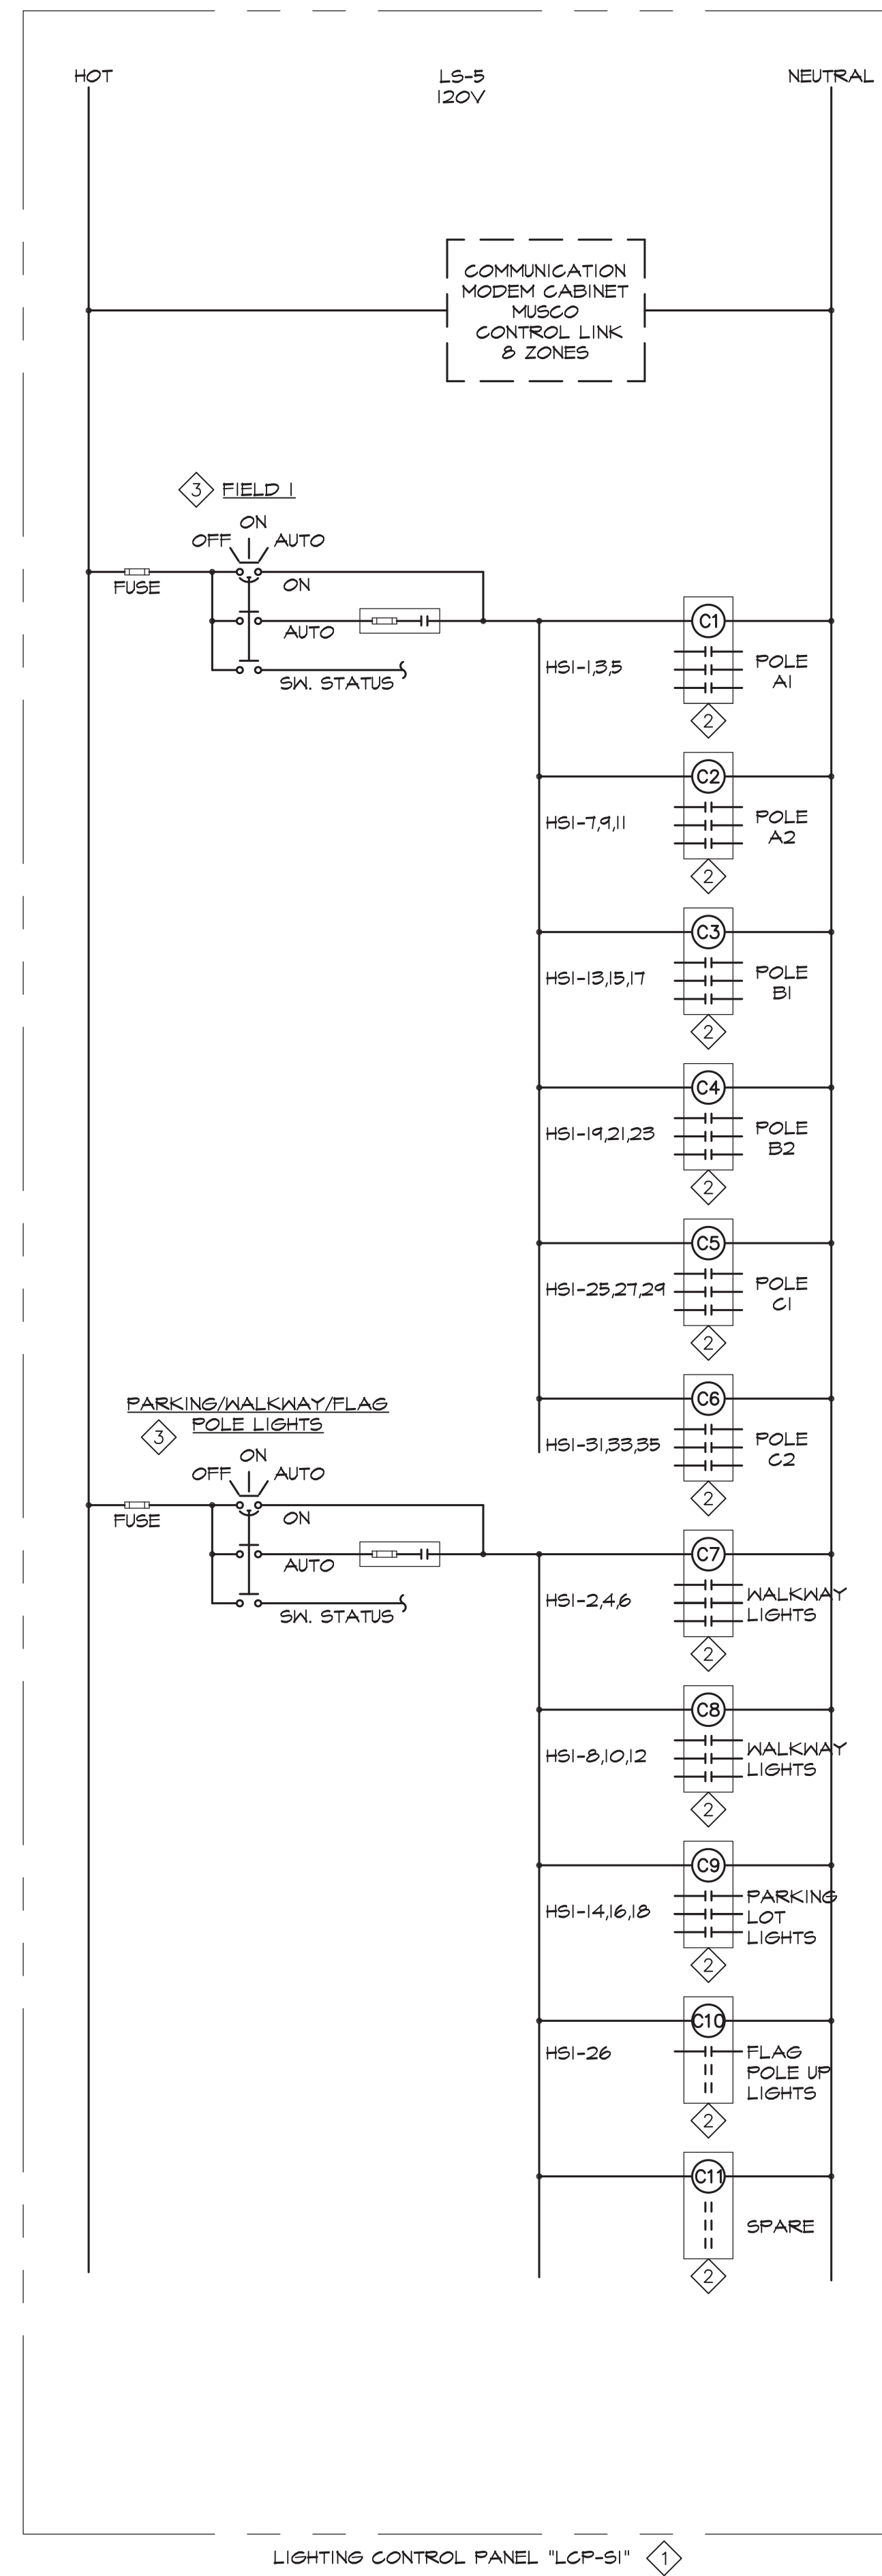 HOT
LS-5
120V
NEUTRAL
COMMUNICATION
MODEM CABINET
MUSCO
CONTROL LINK
8 ZONES
3 FIELD 1
ON
OFF AUTO
FUSE
ON
AUTO
SW. STATUS
C1
HS1-1,3,5
POLE
A1
2
C2
HS1-7,9,11
POLE
A2
2
C3
HS1-13,15,17
POLE
B1
2
C4
HS1-19,21,23
POLE
B2
2
C5
HS1-25,27,29
POLE
C1
2
C6
HS1-31,33,35
POLE
C2
2
PARKING/WALKWAY/FLAG
POLE LIGHTS
3
ON
OFF AUTO
FUSE
ON
AUTO
SW. STATUS
C7
HS1-2,4,6
WALKWAY
LIGHTS
2
C8
HS1-8,10,12
WALKWAY
LIGHTS
2
C9
HS1-14,16,18
PARKING
LOT
LIGHTS
2
C10
HS1-26
FLAG
POLE UP
LIGHTS
2
C11
SPARE
2
LIGHTING CONTROL PANEL "LCP-S1" 1